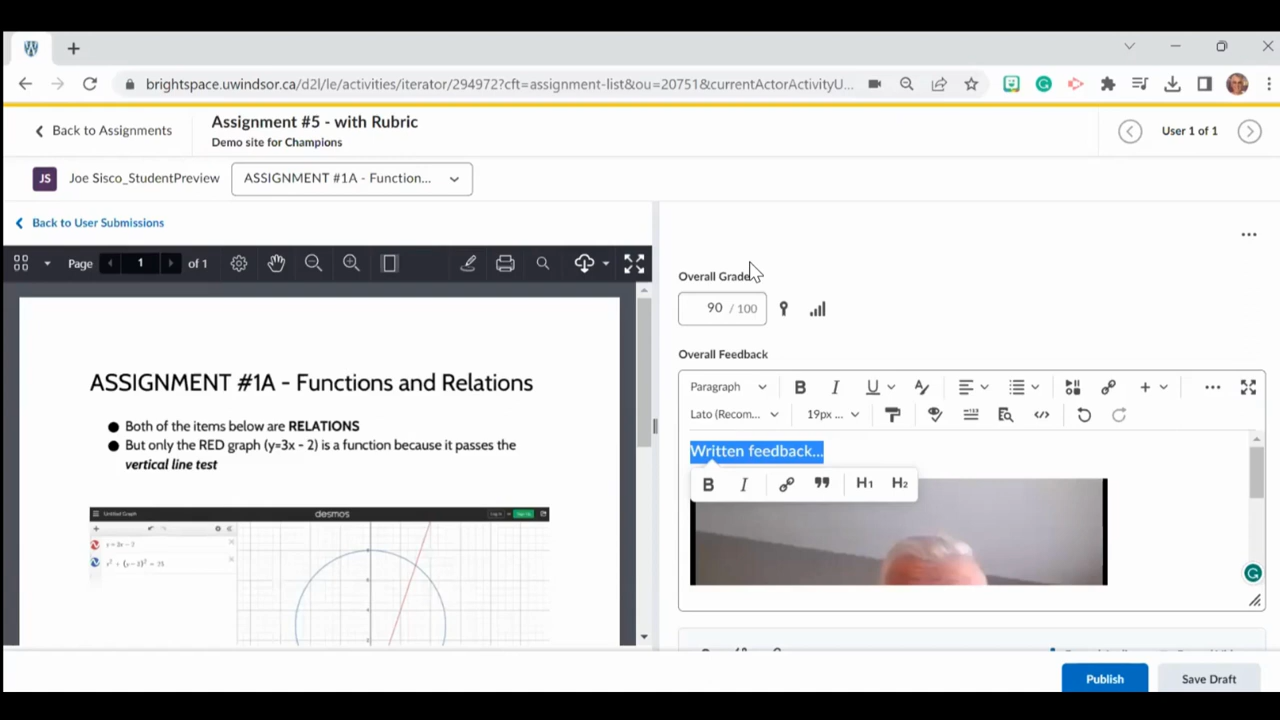 brightspace.uwindsor.ca/d2l/le/activities/iterator/294972?cft=assignment-list&ou=20751&currentActorActivityU...
Back to Assignments
Assignment #5 - with Rubric
Demo site for Champions
User 1 of 1
JS
Joe Sisco_StudentPreview
ASSIGNMENT #1A - Function...
Back to User Submissions
Page 1 of 1
ASSIGNMENT #1A - Functions and Relations
Both of the items below are RELATIONS
But only the RED graph (y=3x - 2) is a function because it passes the
vertical line test
Untitled Graph
desmos
y = 3x - 2
Overall Grade
90 / 100
Overall Feedback
Paragraph
Lato (Recom...
19px ...
Written feedback...
B I H1 H2
Publish
Save Draft